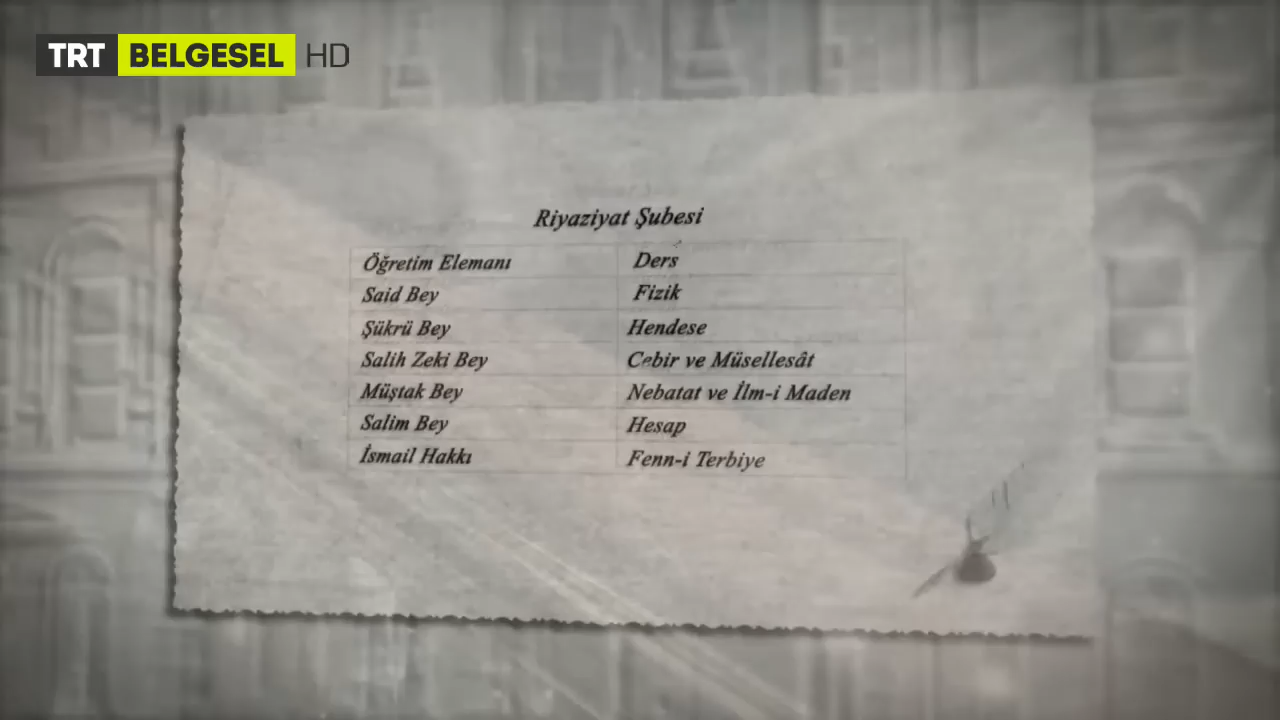 TRT BELGESEL HD
Riyaziyat Şubesi
Öğretim Elemanı Ders
Said Bey Fizik
Şükrü Bey Hendese
Salih Zeki Bey Cebir ve Müsellesât
Müştak Bey Nebatat ve İlm-i Maden
Salim Bey Hesap
İsmail Hakkı Fenn-i Terbiye